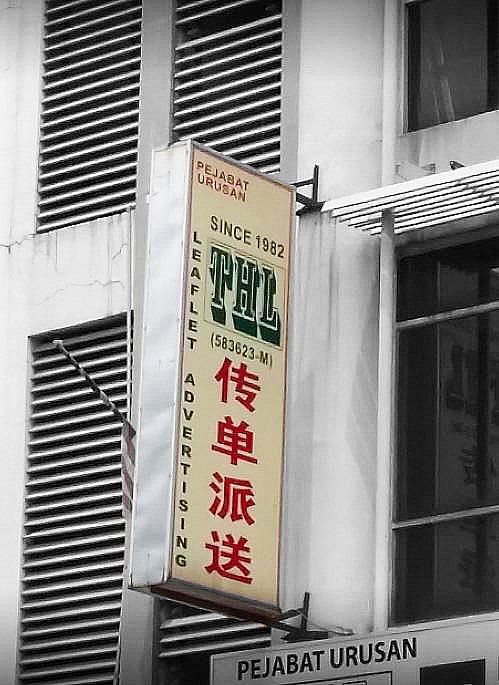 PEJABAT
URUSAN
SINCE 1982
THL
(583623-M)
LEAFLET ADVERTISING
传单派送
PEJABAT URUSAN